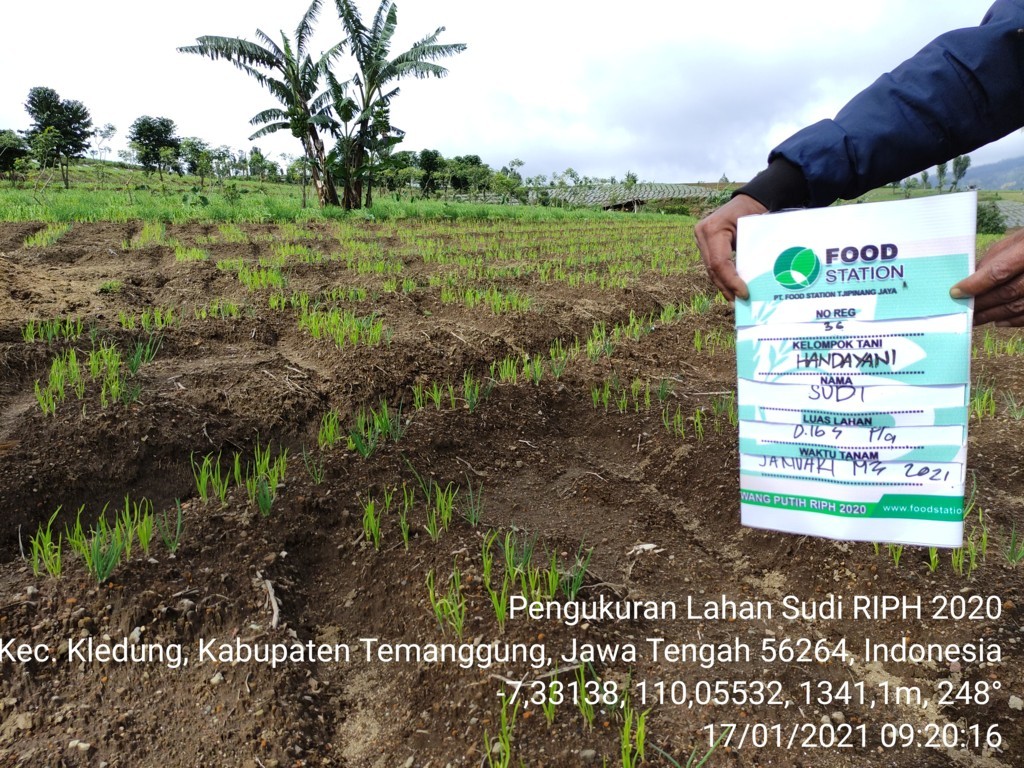 FOOD
STATION
PT. FOOD STATION TJIPINANG JAYA
NO REG
36
KELOMPOK TANI
HANDAYANI
NAMA
SUDI
LUAS LAHAN
0.164 Ha
WAKTU TANAM
JANUARI M2 2021.
WANG PUTIH RIPH 2020
www.foodstatio
Pengukuran Lahan Sudi RIPH 2020
Kec. Kledung, Kabupaten Temanggung, Jawa Tengah 56264, Indonesia
-7,33138, 110,05532, 1341,1m, 248°
17/01/2021 09:20:16